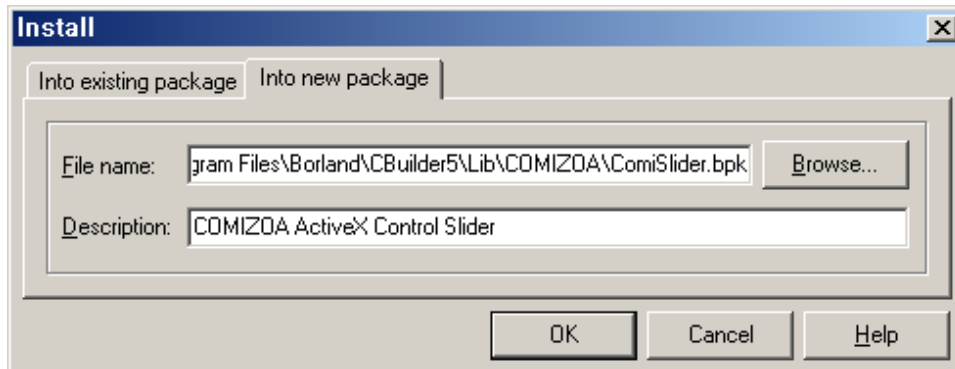 Install
Into existing package
Into new package
File name:
gram Files\Borland\CBuilder5\Lib\COMIZOA\ComiSlider.bpk
Browse...
Description:
COMIZOA ActiveX Control Slider
OK
Cancel
Help